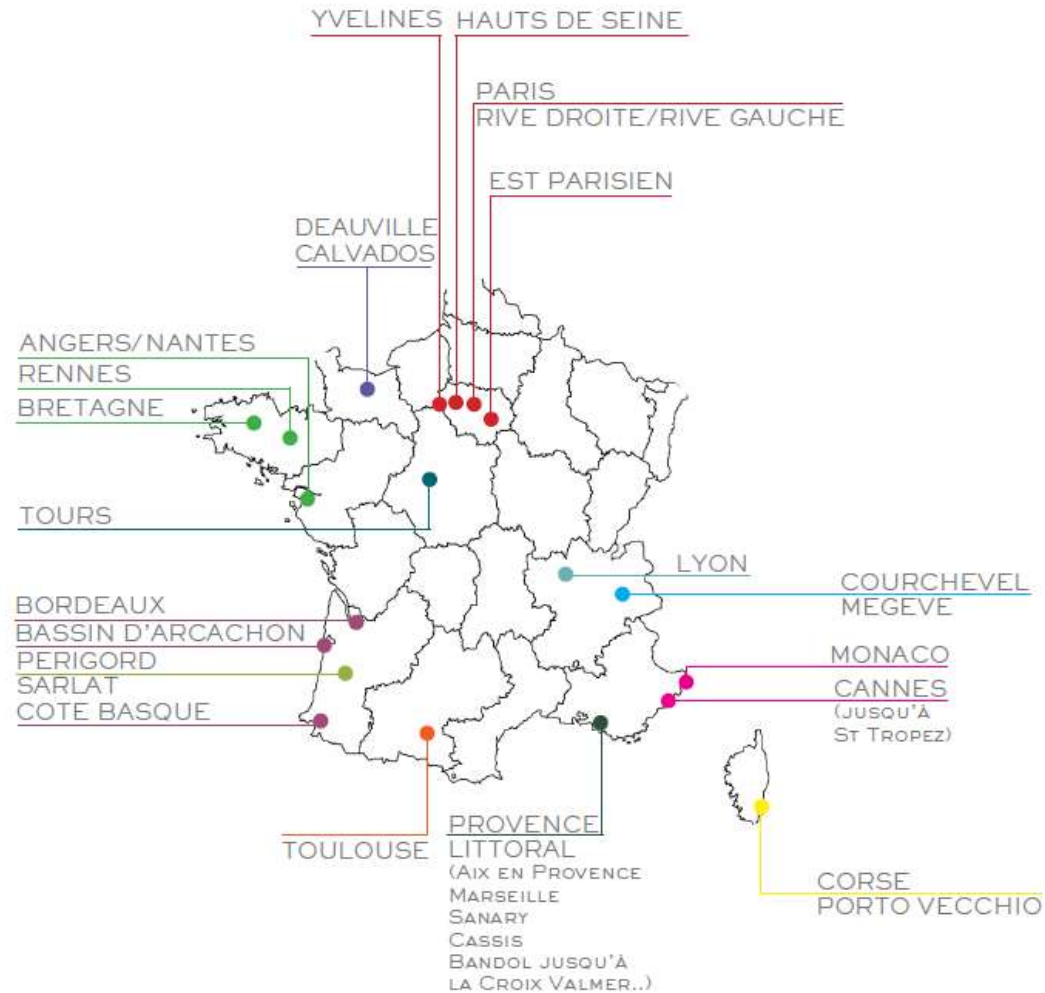 YVELINES
HAUTS DE SEINE
PARIS
RIVE DROITE/RIVE GAUCHE
EST PARISIEN
DEAUVILLE
CALVADOS
ANGERS/NANTES
RENNES
BRETAGNE
TOURS
LYON
COURCHEVEL
MEGEVE
BORDEAUX
BASSIN D'ARCACHON
PERIGORD
SARLAT
COTE BASQUE
MONACO
CANNES
(JUSQU'À
ST TROPEZ)
TOULOUSE
PROVENCE
LITTORAL
(AIX EN PROVENCE
MARSEILLE
SANARY
CASSIS
BANDOL JUSQU'À
LA CROIX VALMER..)
CORSE
PORTO VECCHIO